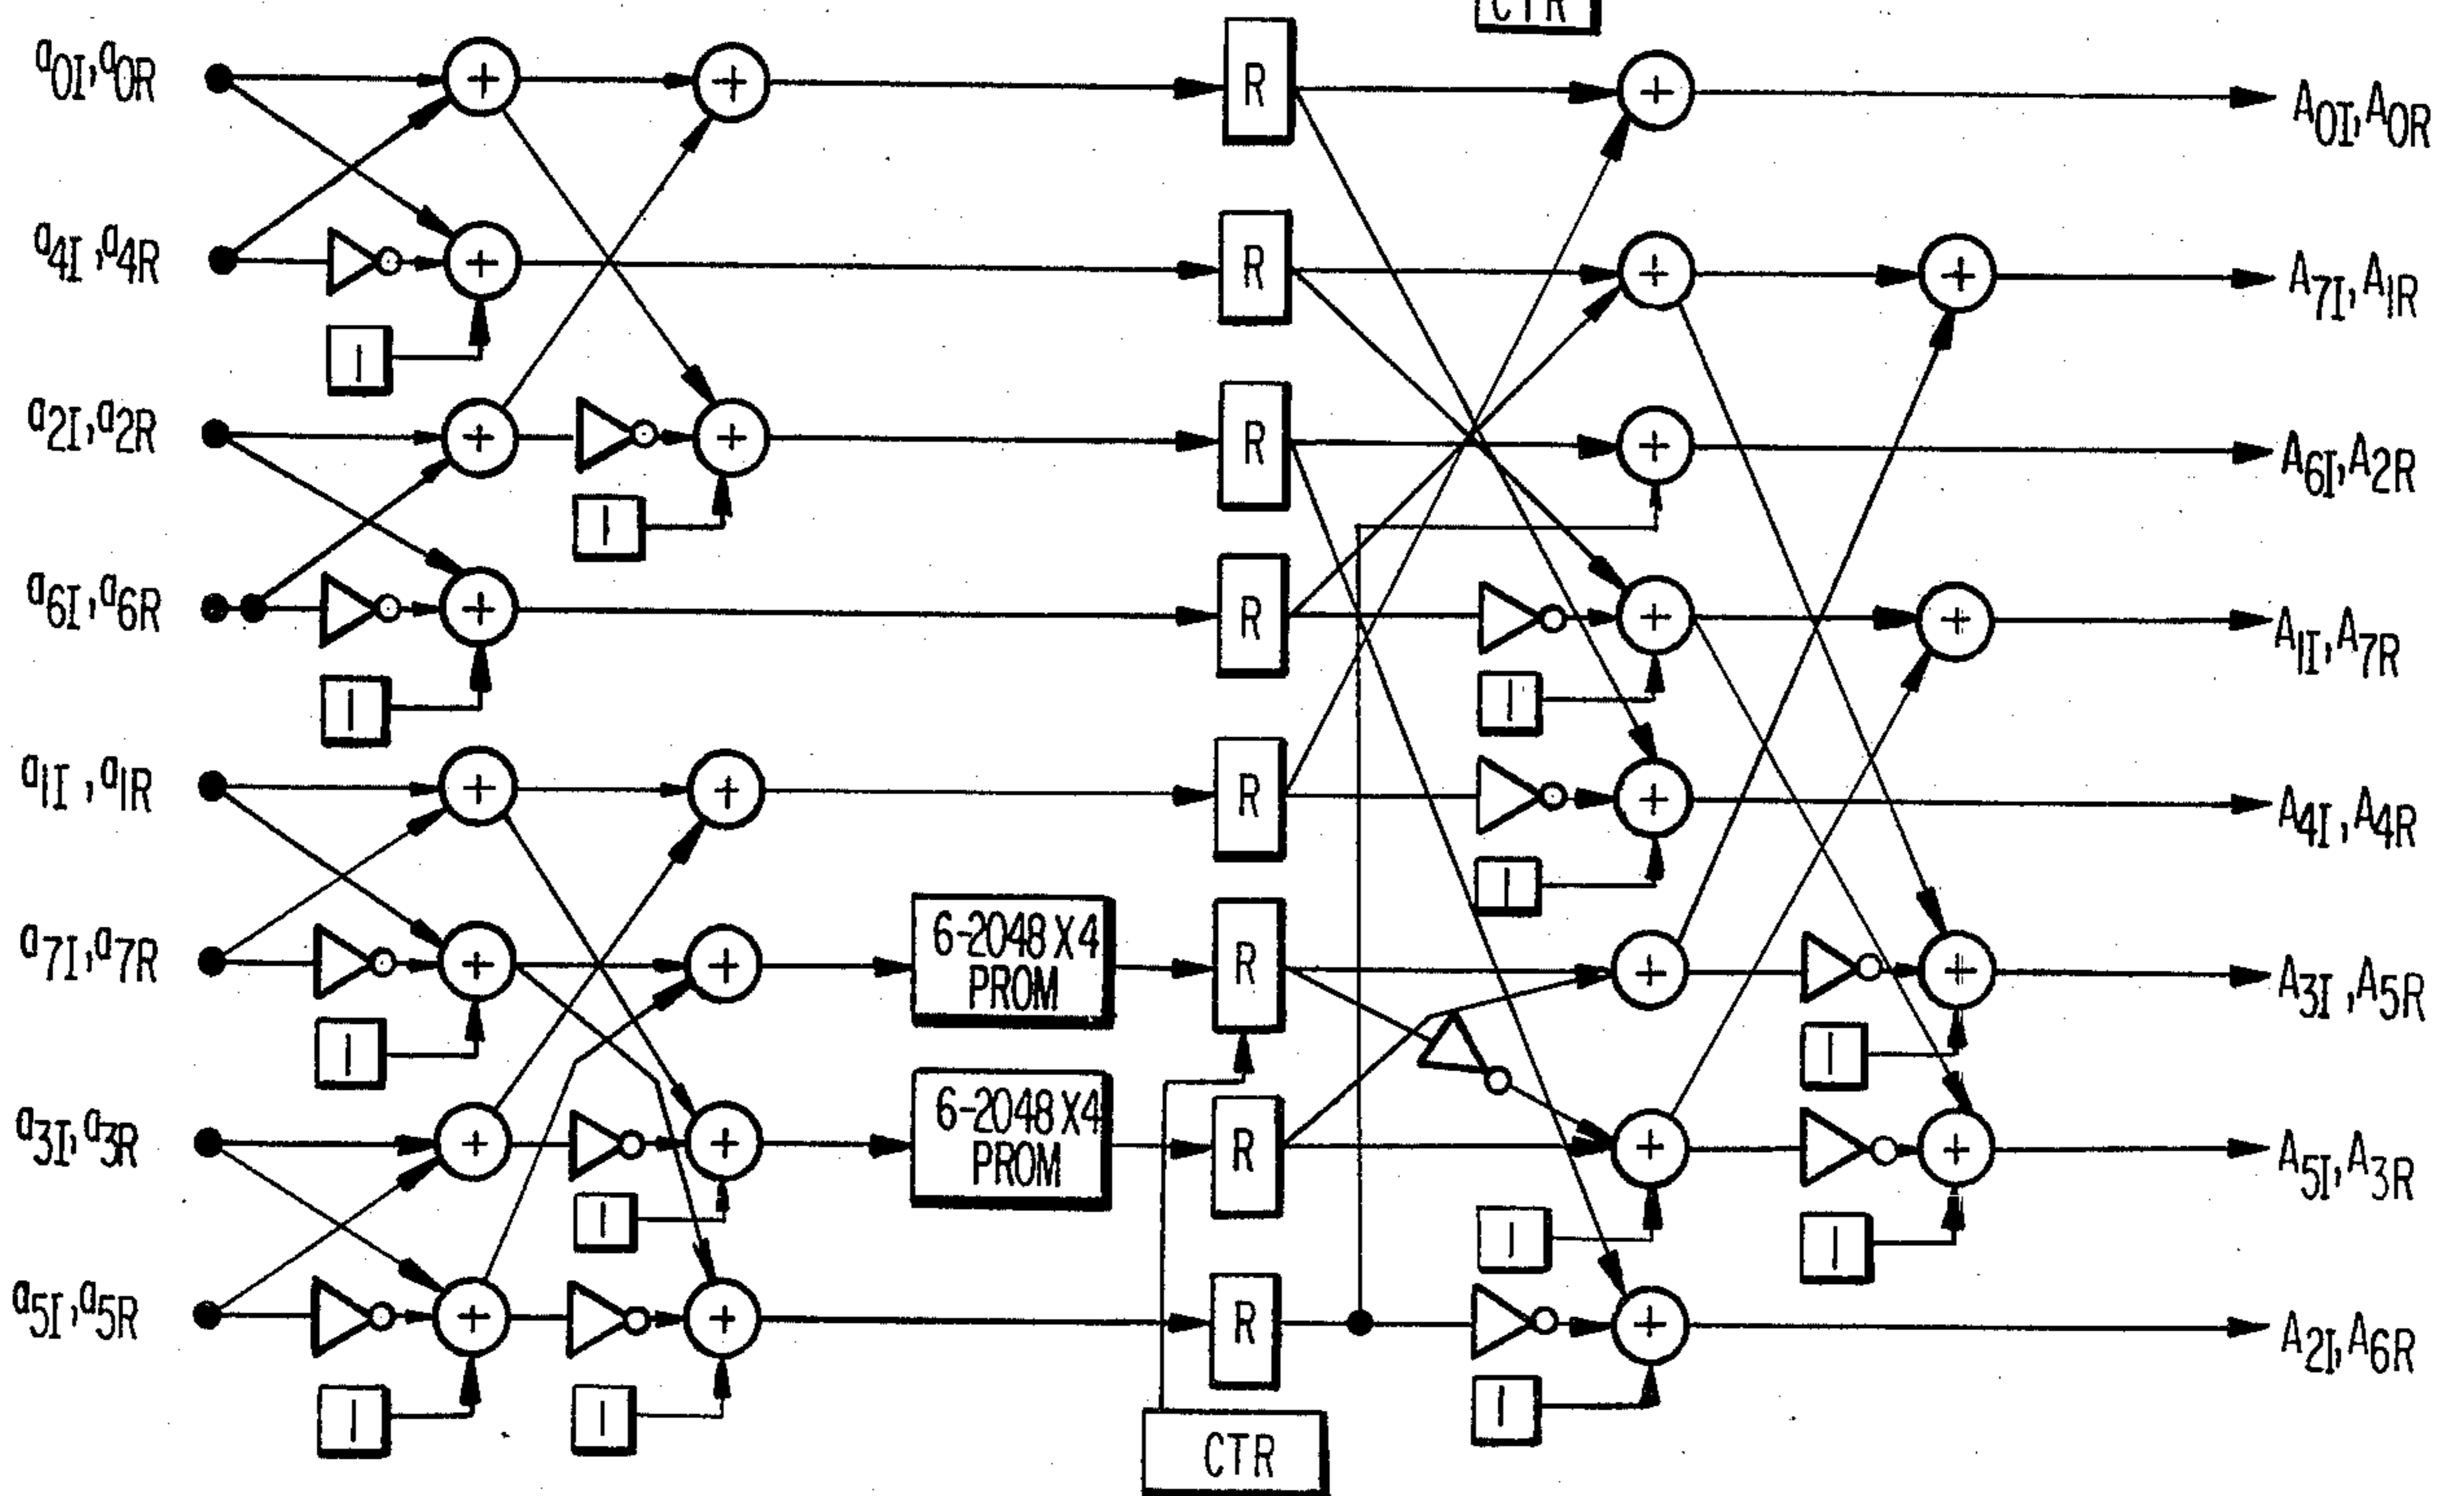 CTR
a0I, a0R
+
+
R
+
A0I, A0R
a4I, a4R
+
R
+
+
A7I, A1R
1
a2I, a2R
+
+
R
+
A6I, A2R
1
a6I, a6R
+
R
+
+
A1I, A7R
1
1
a1I, a1R
+
+
R
+
A4I, A4R
1
a7I, a7R
+
+
6-2048 X4
PROM
R
+
+
A3I, A5R
1
1
a3I, a3R
+
+
6-2048 X4
PROM
R
+
+
A5I, A3R
1
1
1
a5I, a5R
+
+
R
+
A2I, A6R
1
1
1
CTR